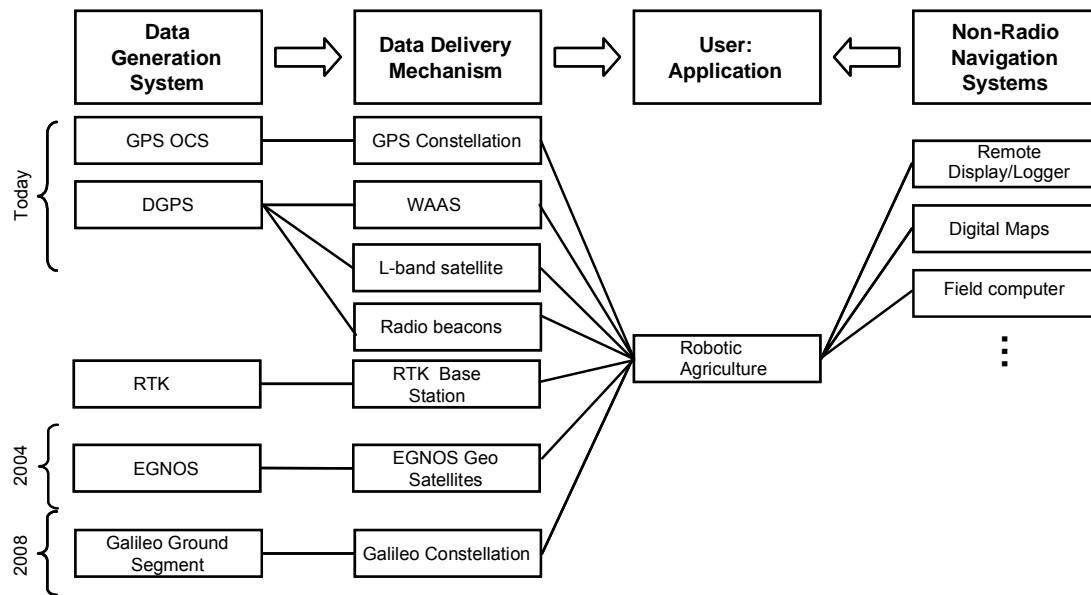 Data
Generation
System
Data Delivery
Mechanism
User:
Application
Non-Radio
Navigation
Systems
Today
GPS OCS
GPS Constellation
Remote
Display/Logger
DGPS
WAAS
Digital Maps
L-band satellite
Field computer
Radio beacons
Robotic
Agriculture
...
RTK
RTK Base
Station
2004
EGNOS
EGNOS Geo
Satellites
2008
Galileo Ground
Segment
Galileo Constellation